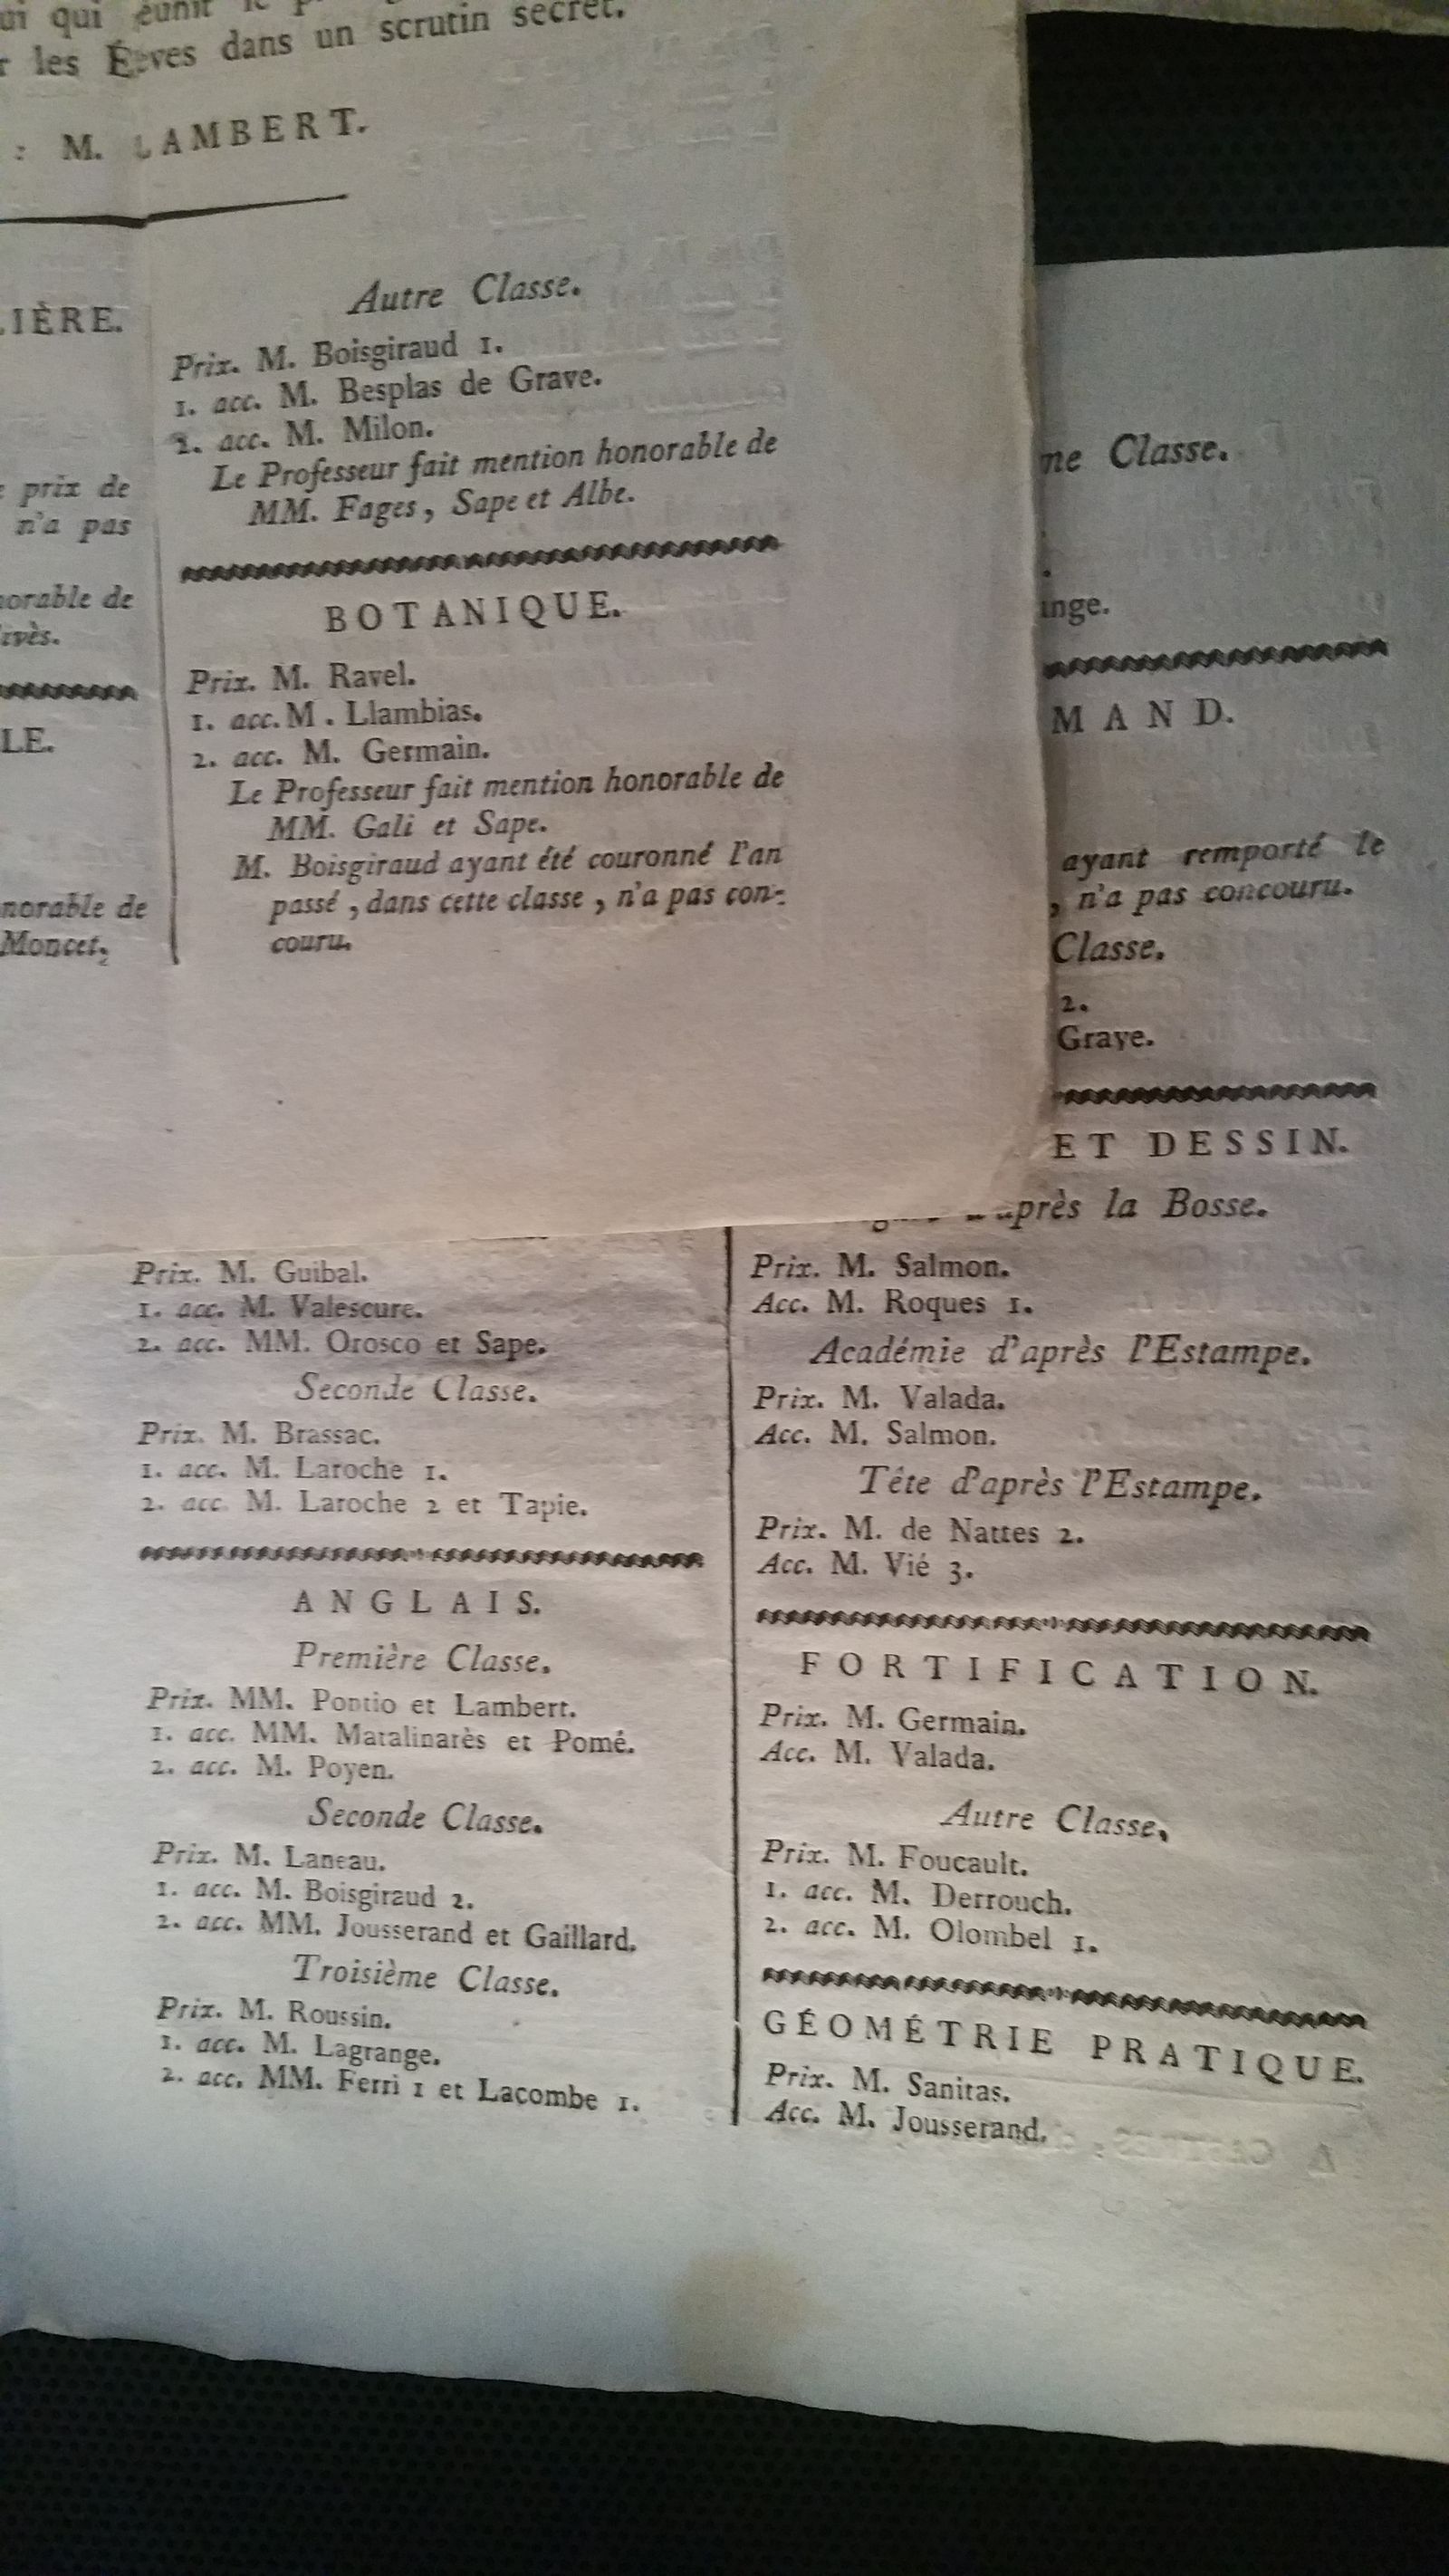 ui qui éunit le
r les Élèves dans un scrutin secret.
: M. LAMBERT.
LIÈRE.
prix de
n'a pas
norable de
ivès.
LE.
norable de
Moncet.
Autre Classe.
Prix. M. Boisgiraud 1.
1. acc. M. Besplas de Grave.
2. acc. M. Milon.
Le Professeur fait mention honorable de
MM. Fages, Sape et Albe.
BOTANIQUE.
Prix. M. Ravel.
1. acc. M. Llambias.
2. acc. M. Germain.
Le Professeur fait mention honorable de
MM. Gali et Sape.
M. Boisgiraud ayant été couronné l'an
passé, dans cette classe, n'a pas con-
couru.
me Classe.
inge.
MAND.
ayant remporté le
, n'a pas concouru.
Classe.
2.
Grave.
ET DESSIN.
après la Bosse.
Prix. M. Guibal.
1. acc. M. Valescure.
2. acc. MM. Orosco et Sape.
Seconde Classe.
Prix. M. Brassac.
1. acc. M. Laroche 1.
2. acc. M. Laroche 2 et Tapie.
ANGLAIS.
Première Classe.
Prix. MM. Pontio et Lambert.
1. acc. MM. Matalinarès et Pomé.
2. acc. M. Poyen.
Seconde Classe.
Prix. M. Laneau.
1. acc. M. Boisgiraud 2.
2. acc. MM. Jousserand et Gaillard.
Troisième Classe.
Prix. M. Roussin.
1. acc. M. Lagrange.
2. acc. MM. Ferri 1 et Lacombe 1.
Prix. M. Salmon.
Acc. M. Roques 1.
Académie d'après l'Estampe.
Prix. M. Valada.
Acc. M. Salmon.
Tête d'après l'Estampe.
Prix. M. de Nattes 2.
Acc. M. Vié 3.
FORTIFICATION.
Prix. M. Germain.
Acc. M. Valada.
Autre Classe.
Prix. M. Foucault.
1. acc. M. Derrouch.
2. acc. M. Olombel 1.
GÉOMÉTRIE PRATIQUE.
Prix. M. Sanitas.
Acc. M. Jousserand.